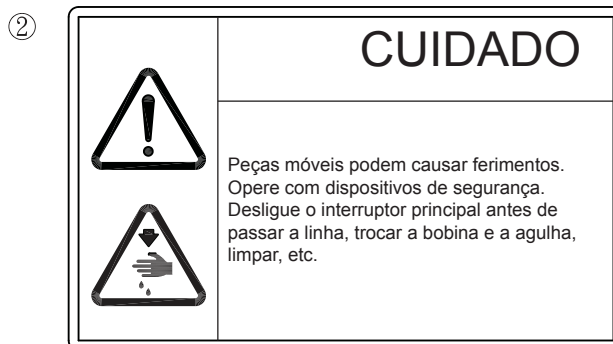 ②
CUIDADO
Peças móveis podem causar ferimentos.
Opere com dispositivos de segurança.
Desligue o interruptor principal antes de
passar a linha, trocar a bobina e a agulha,
limpar, etc.